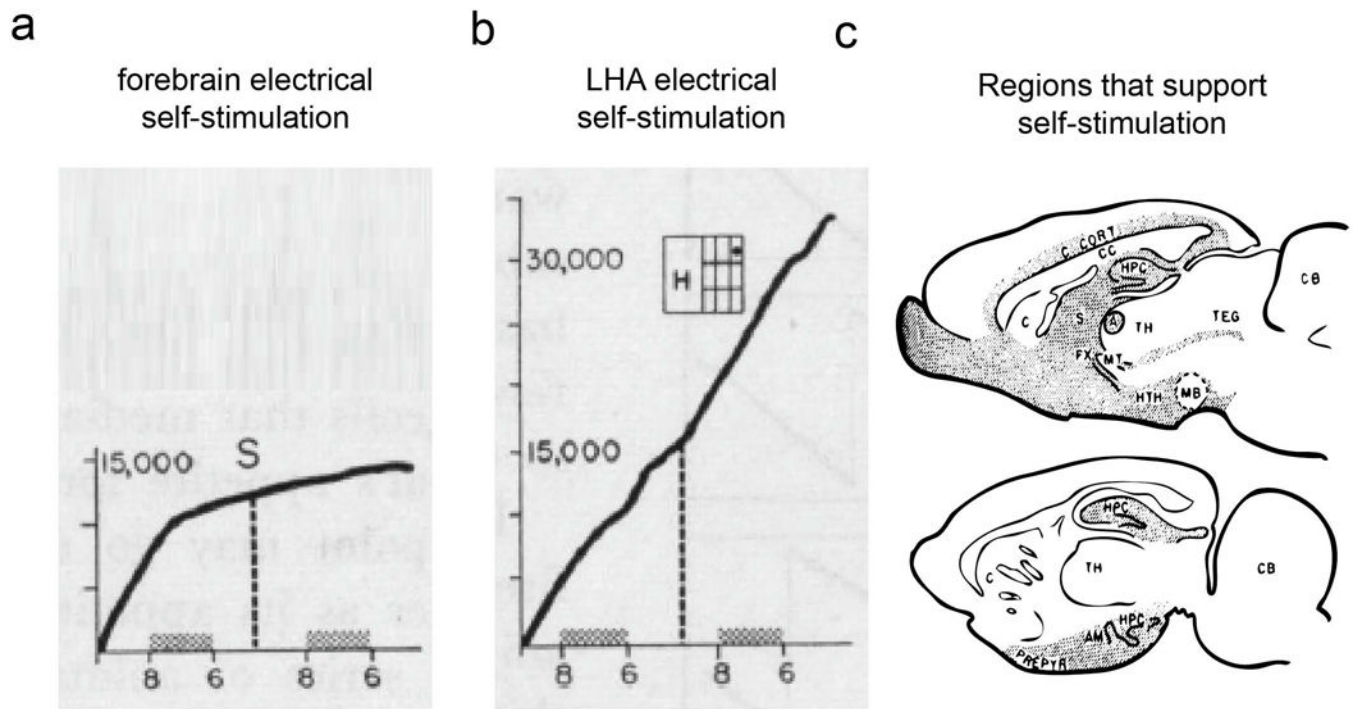 a
forebrain electrical
self-stimulation
15,000
S
8
6
8
6
b
LHA electrical
self-stimulation
30,000
H
15,000
8
6
8
6
c
Regions that support
self-stimulation
C. CORT
CC
HPC
C
S
A
TH
TEG
CB
FX
MT
HTH
MB
HPC
C
TH
CB
HPC
AM
PREPYR